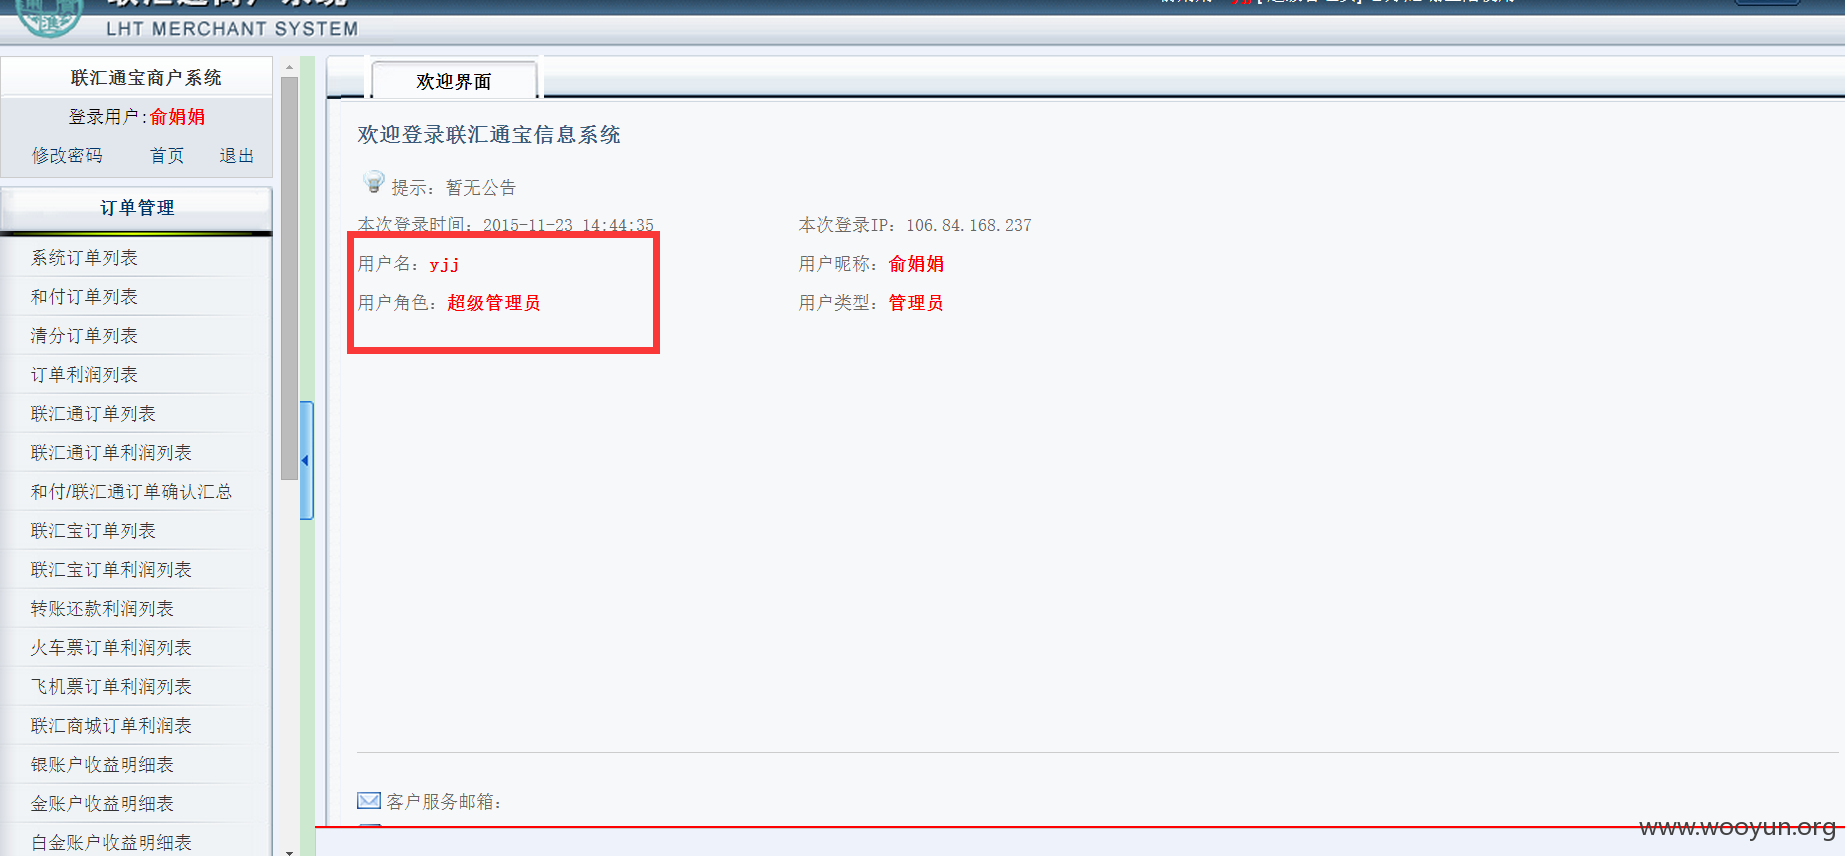 联汇通商户系统
LHT MERCHANT SYSTEM
联汇通宝商户系统
登录用户:俞娟娟
修改密码 首页 退出
订单管理
系统订单列表
和付订单列表
清分订单列表
订单利润列表
联汇通订单列表
联汇通订单利润列表
和付/联汇通订单确认汇总
联汇宝订单列表
联汇宝订单利润列表
转账还款利润列表
火车票订单利润列表
飞机票订单利润列表
联汇商城订单利润表
银账户收益明细表
金账户收益明细表
白金账户收益明细表
欢迎界面
欢迎登录联汇通宝信息系统
提示：暂无公告
本次登录时间：2015-11-23 14:44:35 本次登录IP：106.84.168.237
用户名：yjj 用户昵称：俞娟娟
用户角色：超级管理员 用户类型：管理员
客户服务邮箱：
www.wooyun.org